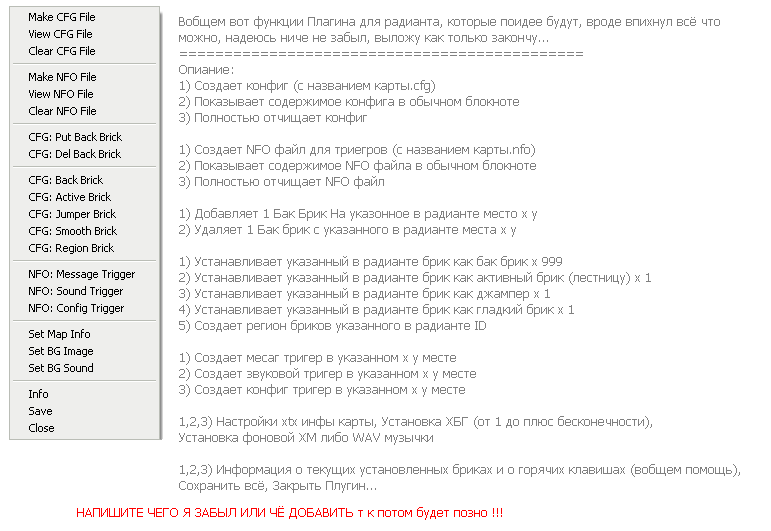 Make CFG File
View CFG File
Clear CFG File
Make NFO File
View NFO File
Clear NFO File
CFG: Put Back Brick
CFG: Del Back Brick
CFG: Back Brick
CFG: Active Brick
CFG: Jumper Brick
CFG: Smooth Brick
CFG: Region Brick
NFO: Message Trigger
NFO: Sound Trigger
NFO: Config Trigger
Set Map Info
Set BG Image
Set BG Sound
Info
Save
Close
Вобщем вот функции Плагина для радианта, которые поидее будут, вроде впихнул всё что
можно, надеюсь ниче не забыл, выложу как только закончу...
=============================================
Опиание:
1) Создает конфиг (с названием карты.cfg)
2) Показывает содержимое конфига в обычном блокноте
3) Полностью отчищает конфиг
1) Создает NFO файл для триегров (с названием карты.nfo)
2) Показывает содержимое NFO файла в обычном блокноте
3) Полностью отчищает NFO файл
1) Добавляет 1 Бак Брик На указонное в радианте место x y
2) Удаляет 1 Бак брик с указанного в радианте места x y
1) Устанавливает указанный в радианте брик как бак брик x 999
2) Устанавливает указанный в радианте брик как активный брик (лестницу) x 1
3) Устанавливает указанный в радианте брик как джампер x 1
4) Устанавливает указанный в радианте брик как гладкий брик x 1
5) Создает регион бриков указанного в радианте ID
1) Создает месаг тригер в указанном x y месте
2) Создает звуковой тригер в указанном x y месте
3) Создает конфиг тригер в указанном x y месте
1,2,3) Настройки xtx инфы карты, Установка ХБГ (от 1 до плюс бесконечности),
Установка фоновой XM либо WAV музычки
1,2,3) Информация о текущих установленных бриках и о горячих клавишах (вобщем помощь),
Сохранить всё, Закрыть Плугин...
НАПИШИТЕ ЧЕГО Я ЗАБЫЛ ИЛИ ЧЁ ДОБАВИТЬ т к потом будет позно !!!